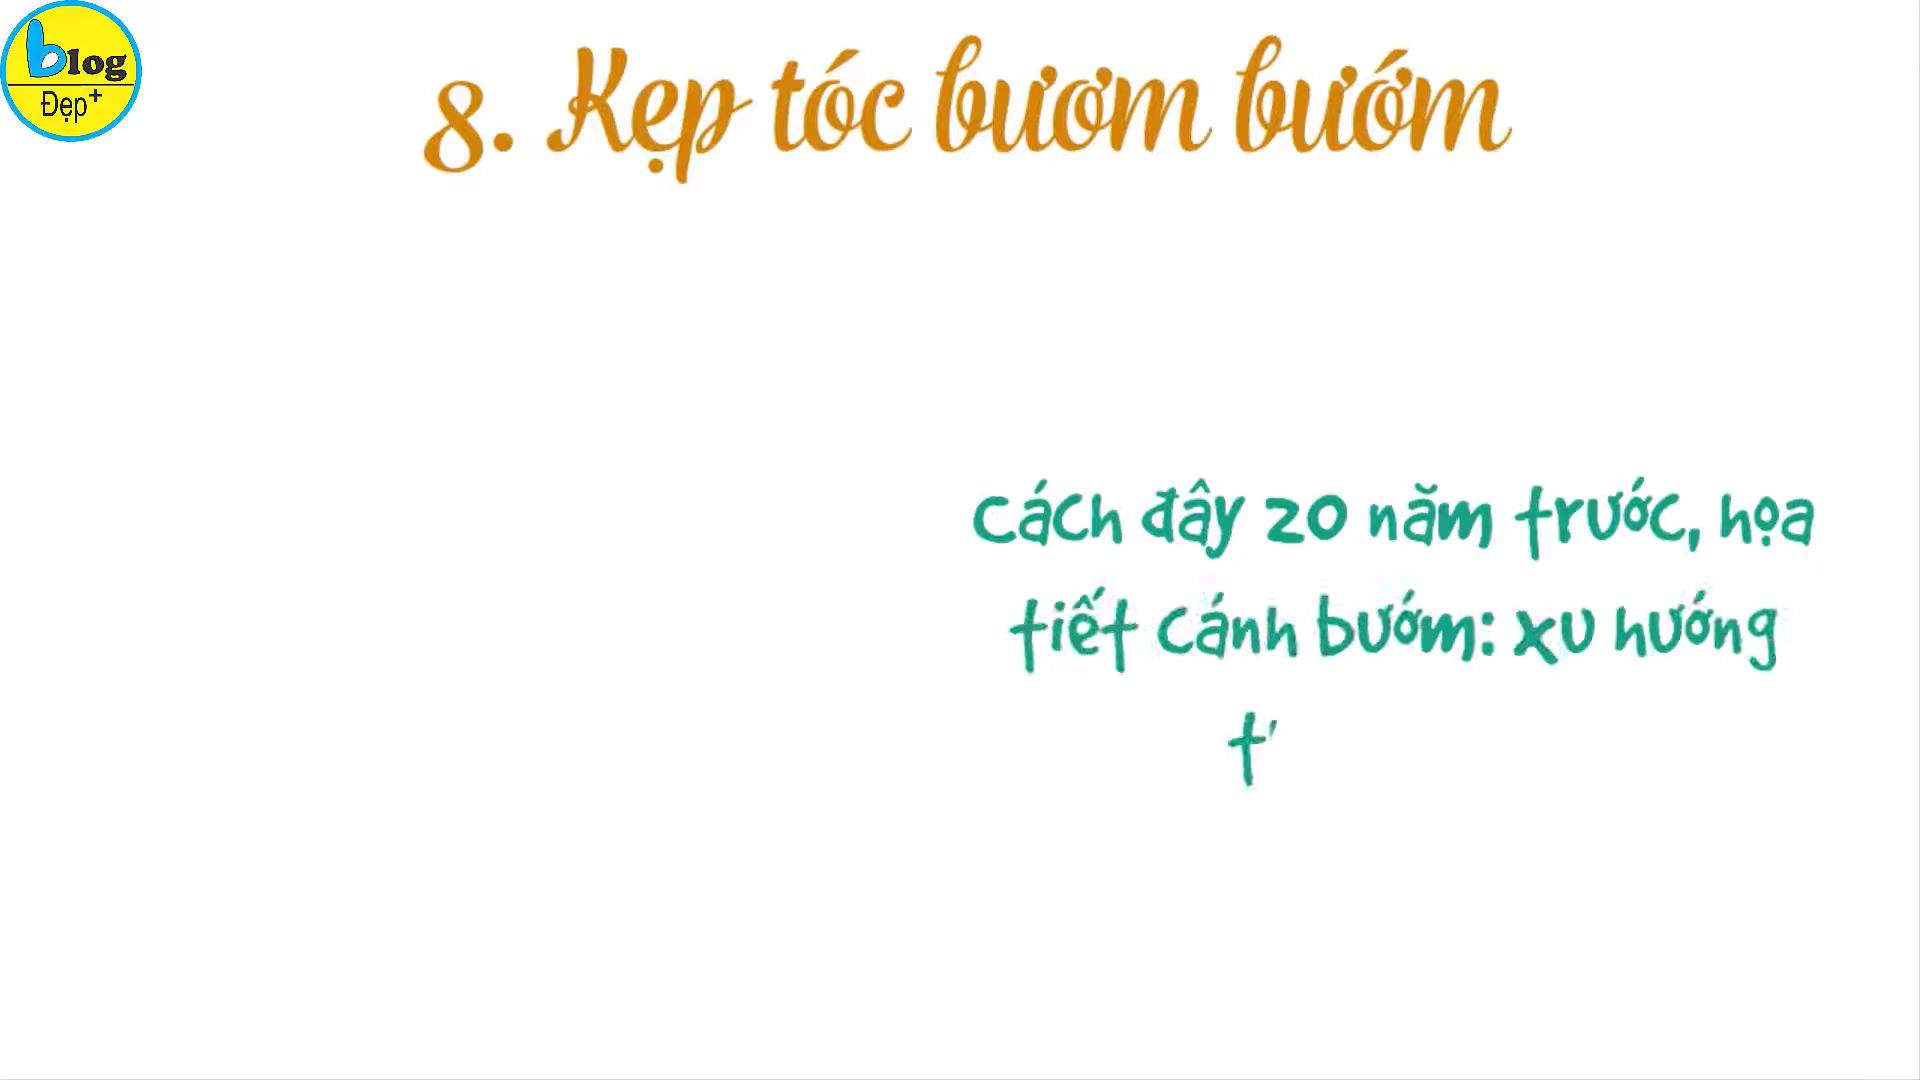 blog
Đẹp+
8. Kẹp tóc bươm bướm
Cách đây 20 năm trước, họa
tiết cánh bướm: xu hướng